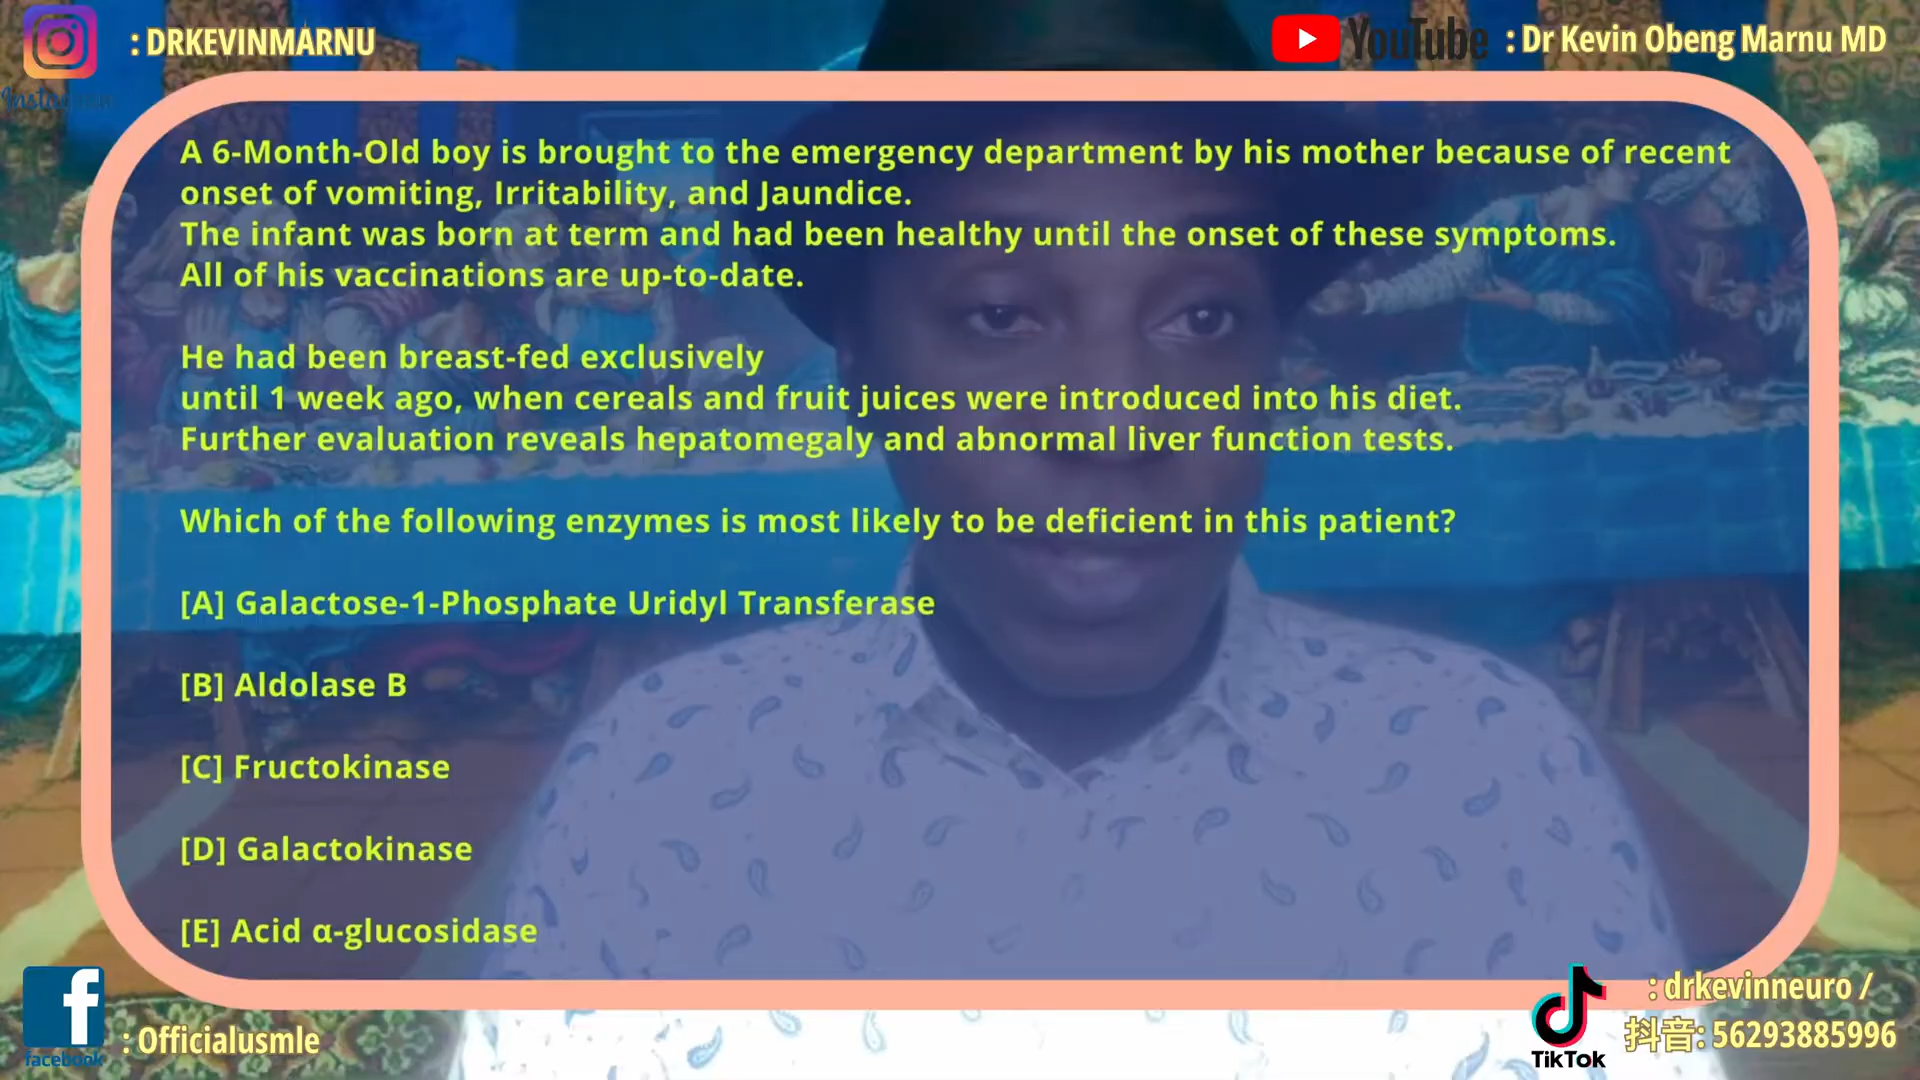 Instagram
: DRKEVINMARNU
YouTube : Dr Kevin Obeng Marnu MD
A 6-Month-Old boy is brought to the emergency department by his mother because of recent
onset of vomiting, Irritability, and Jaundice.
The infant was born at term and had been healthy until the onset of these symptoms.
All of his vaccinations are up-to-date.
He had been breast-fed exclusively
until 1 week ago, when cereals and fruit juices were introduced into his diet.
Further evaluation reveals hepatomegaly and abnormal liver function tests.
Which of the following enzymes is most likely to be deficient in this patient?
[A] Galactose-1-Phosphate Uridyl Transferase
[B] Aldolase B
[C] Fructokinase
[D] Galactokinase
[E] Acid α-glucosidase
facebook
: Officialusmle
TikTok
: drkevinneuro /
抖音: 56293885996